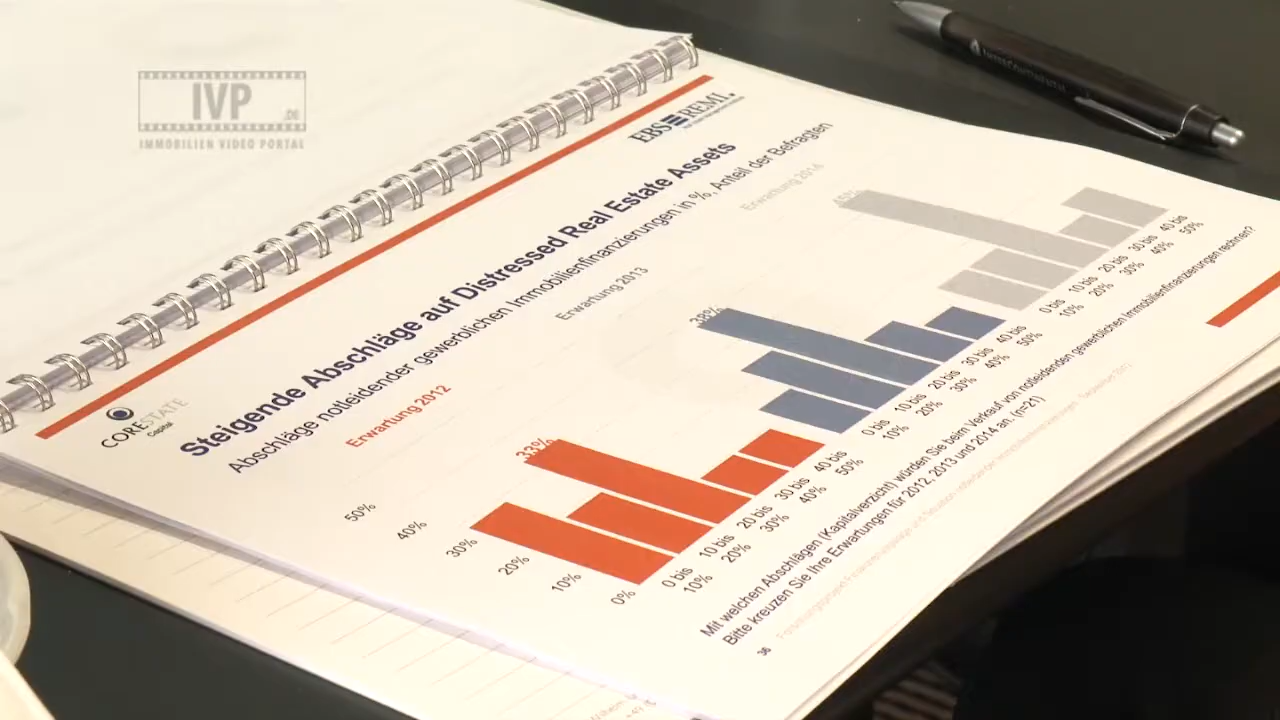 IVP
.DE
IMMOBILIEN VIDEO PORTAL
EBS REMI.
CORESTATE
Capital
Steigende Abschläge auf Distressed Real Estate Assets
Abschläge notleidender gewerblichen Immobilienfinanzierungen in %, Anteil der Befragten
Erwartung 2012
Erwartung 2013
Erwartung 2014
33%
38%
45%
50%
40%
30%
20%
10%
0%
0 bis 10%
10 bis 20%
20 bis 30%
30 bis 40%
40 bis 50%
0 bis 10%
10 bis 20%
20 bis 30%
30 bis 40%
40 bis 50%
0 bis 10%
10 bis 20%
20 bis 30%
30 bis 40%
40 bis 50%
Mit welchen Abschlägen (Kapitalverzicht) würden Sie beim Verkauf von notleidenden gewerblichen Immobilienfinanzierungen rechnen?
Bitte kreuzen Sie Ihre Erwartungen für 2012, 2013 und 2014 an. (n=21)
36